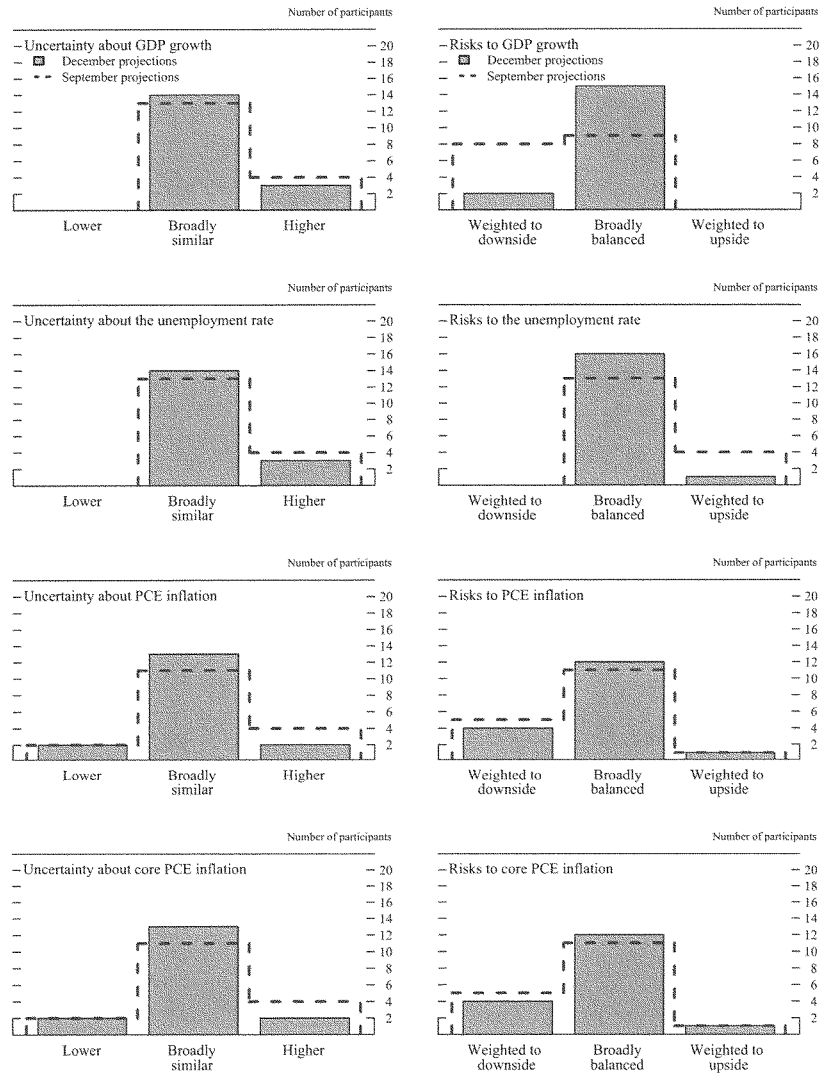 Number of participants
Uncertainty about GDP growth
December projections
September projections
20
18
16
14
12
10
8
6
4
2
Lower
Broadly
similar
Higher
Number of participants
Risks to GDP growth
December projections
September projections
20
18
16
14
12
10
8
6
4
2
Weighted to
downside
Broadly
balanced
Weighted to
upside
Number of participants
Uncertainty about the unemployment rate
20
18
16
14
12
10
8
6
4
2
Lower
Broadly
similar
Higher
Number of participants
Risks to the unemployment rate
20
18
16
14
12
10
8
6
4
2
Weighted to
downside
Broadly
balanced
Weighted to
upside
Number of participants
Uncertainty about PCE inflation
20
18
16
14
12
10
8
6
4
2
Lower
Broadly
similar
Higher
Number of participants
Risks to PCE inflation
20
18
16
14
12
10
8
6
4
2
Weighted to
downside
Broadly
balanced
Weighted to
upside
Number of participants
Uncertainty about core PCE inflation
20
18
16
14
12
10
8
6
4
2
Lower
Broadly
similar
Higher
Number of participants
Risks to core PCE inflation
20
18
16
14
12
10
8
6
4
2
Weighted to
downside
Broadly
balanced
Weighted to
upside